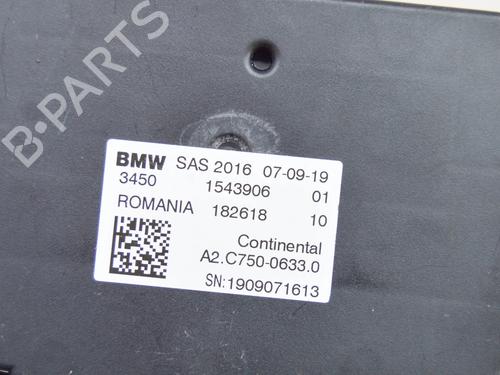 B-PARTS
BMW SAS 2016 07-09-19
3450 1543906 01
ROMANIA 182618 10
Continental
A2.C750-0633.0
SN:1909071613